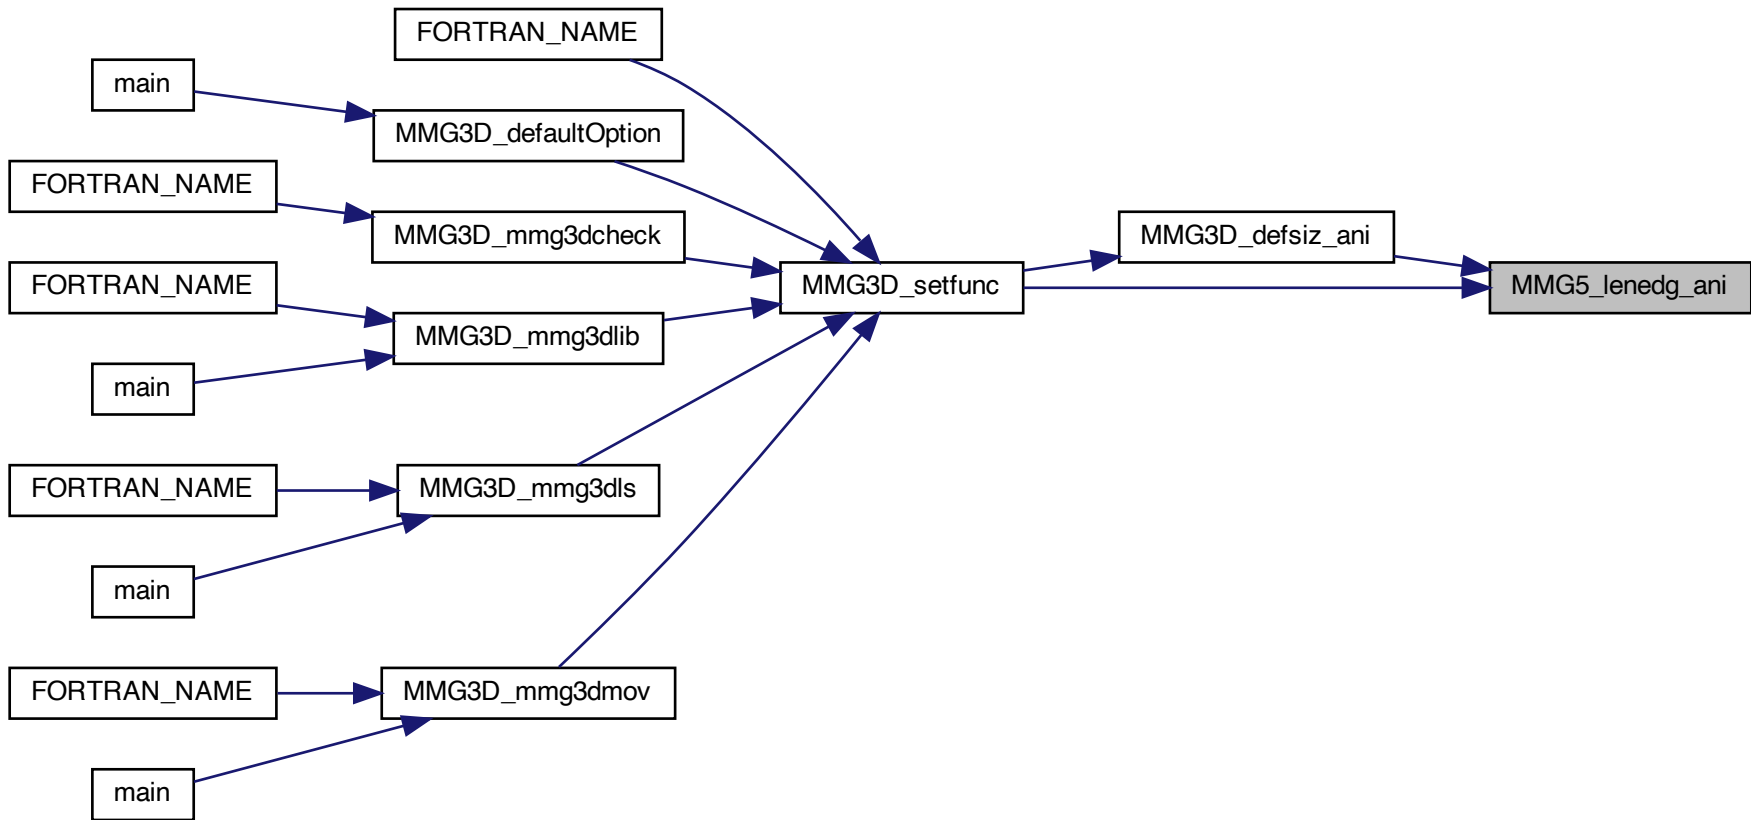 FORTRAN_NAME
main
MMG3D_defaultOption
FORTRAN_NAME
MMG3D_mmg3dcheck
MMG3D_defsiz_ani
FORTRAN_NAME
MMG3D_setfunc
MMG5_lenedg_ani
MMG3D_mmg3dlib
main
FORTRAN_NAME
MMG3D_mmg3dls
main
FORTRAN_NAME
MMG3D_mmg3dmov
main